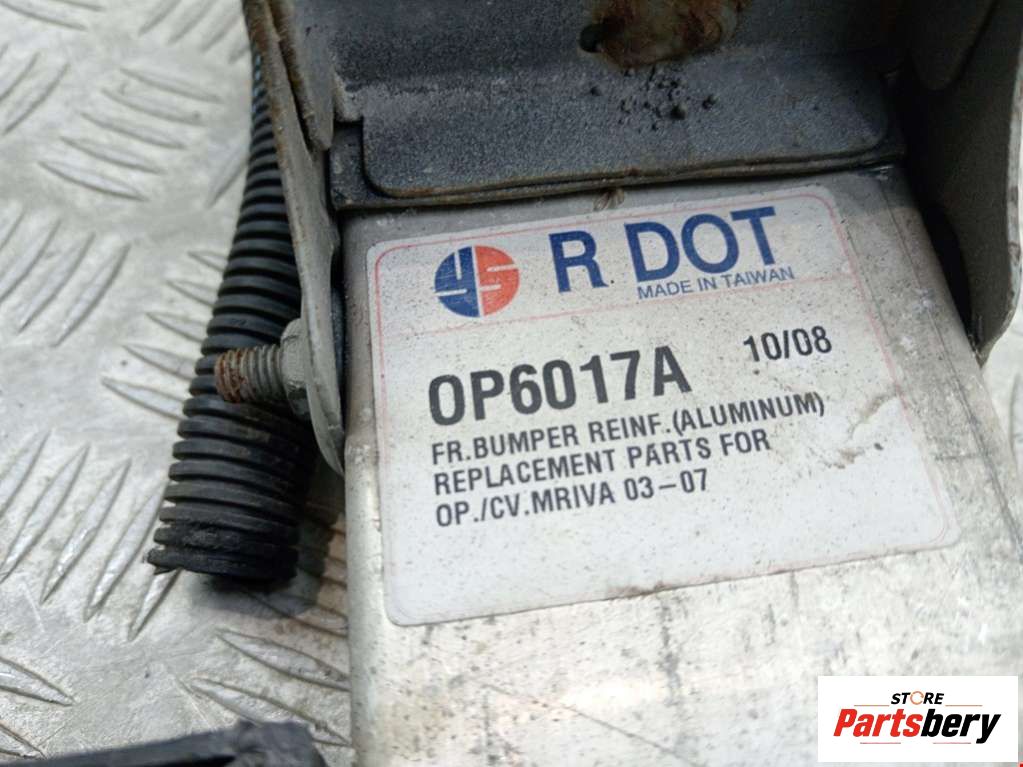 YS R DOT
MADE IN TAIWAN
OP6017A 10/08
FR.BUMPER REINF.(ALUMINUM)
REPLACEMENT PARTS FOR
OP./CV.MRIVA 03-07
STORE
Partsbery